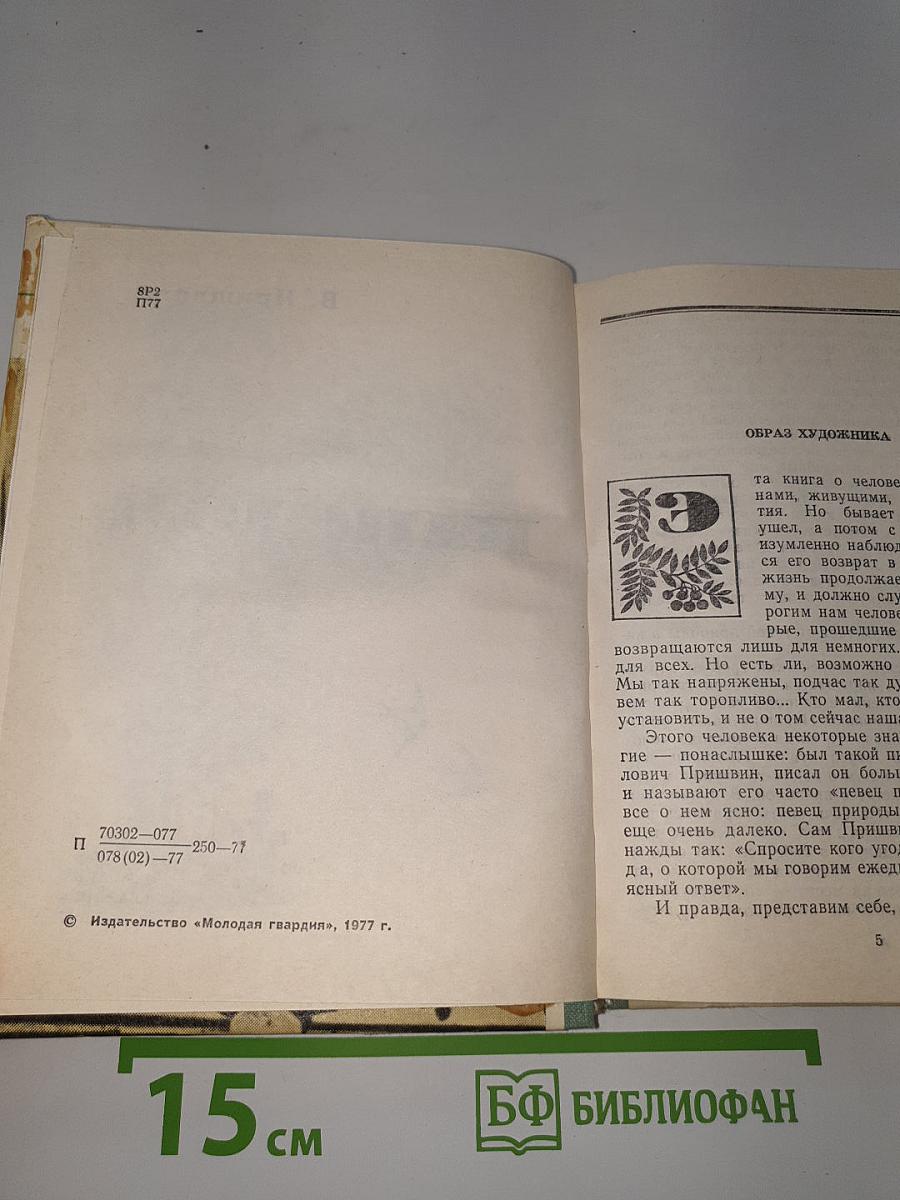 8Р2
П77
П 70302—077
078(02)—77 250—77
© Издательство «Молодая гвардия», 1977 г.
ОБРАЗ ХУДОЖНИКА
Э
та книга о челове
нами, живущими,
тия. Но бывает
ушел, а потом с
изумленно наблюд
ся его возврат в
жизнь продолжае
му, и должно слу
рогим нам челове
рые, прошедшие
возвращаются лишь для немногих.
для всех. Но есть ли, возможно
Мы так напряжены, подчас так ду
вем так торопливо... Кто мал, кто
установить, и не о том сейчас наша
Этого человека некоторые зна
гие — понаслышке: был такой пи
лович Пришвин, писал он больш
и называют его часто «певец п
все о нем ясно: певец природы
еще очень далеко. Сам Пришви
нажды так: «Спросите кого угод
да, о которой мы говорим ежедн
ясный ответ».
И правда, представим себе,
5
15 см
БФ БИБЛИОФАН